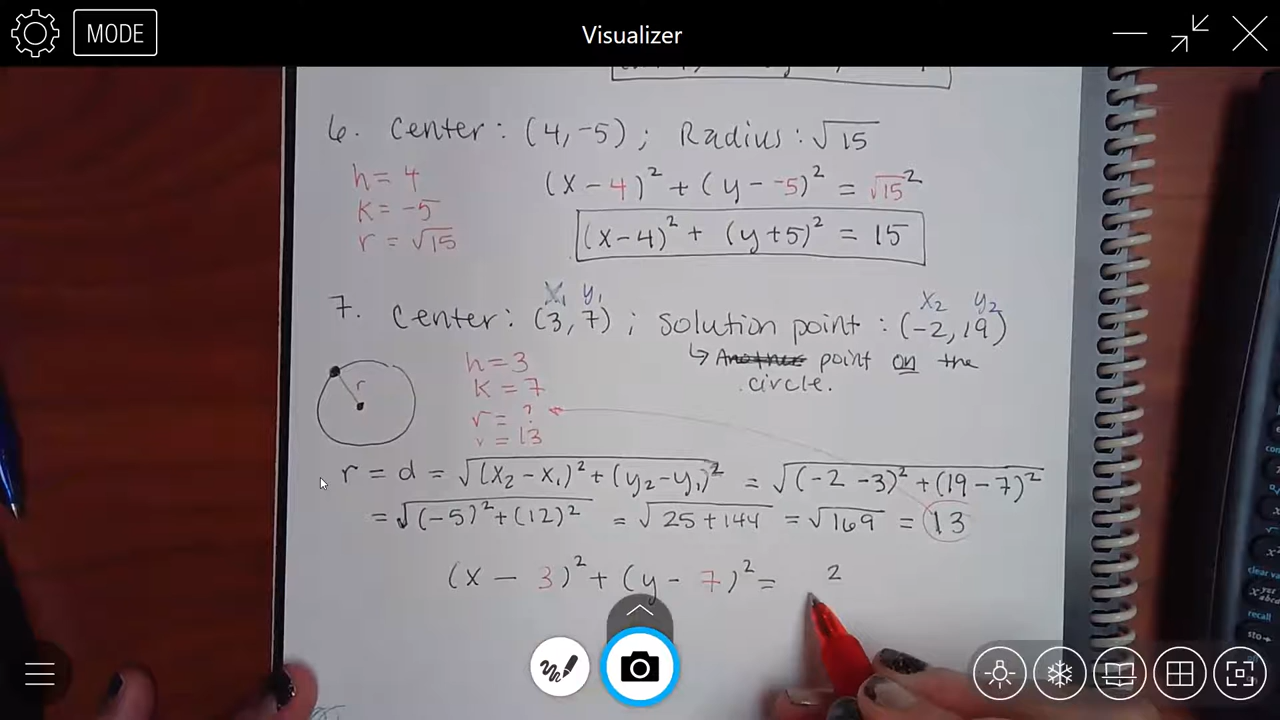 MODE
Visualizer
6. Center: (4, -5); Radius: √15
h = 4
(x - 4)² + (y - -5)² = √15²
k = -5
r = √15
(x-4)² + (y+5)² = 15
x₁ y₁
x₂ y₂
7. Center: (3, 7); Solution point: (-2, 19)
↳ point on the
circle.
r
h = 3
k = 7
r = ?
r = 13
r = d = √(x₂ - x₁)² + (y₂ - y₁)² = √(-2 - 3)² + (19 - 7)²
= √(-5)² + (12)² = √25 + 144 = √169 = 13
(x - 3)² + (y - 7)² = ²
recall
sto→